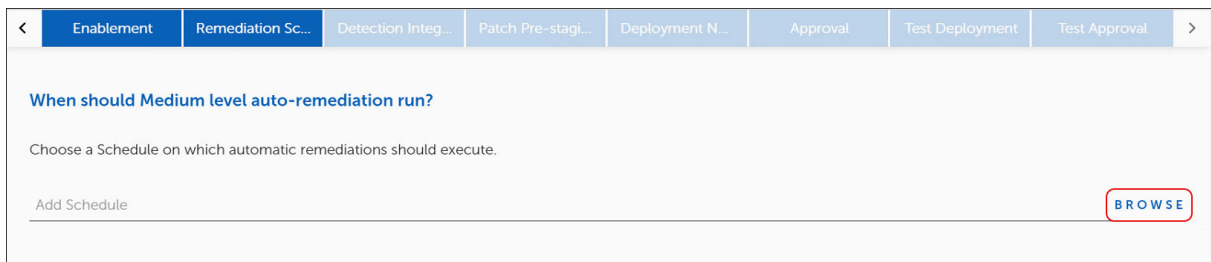 Enablement
Remediation Sc...
Detection Integ...
Patch Pre-stagi...
Deployment N...
Approval
Test Deployment
Test Approval
When should Medium level auto-remediation run?
Choose a Schedule on which automatic remediations should execute.
Add Schedule
BROWSE